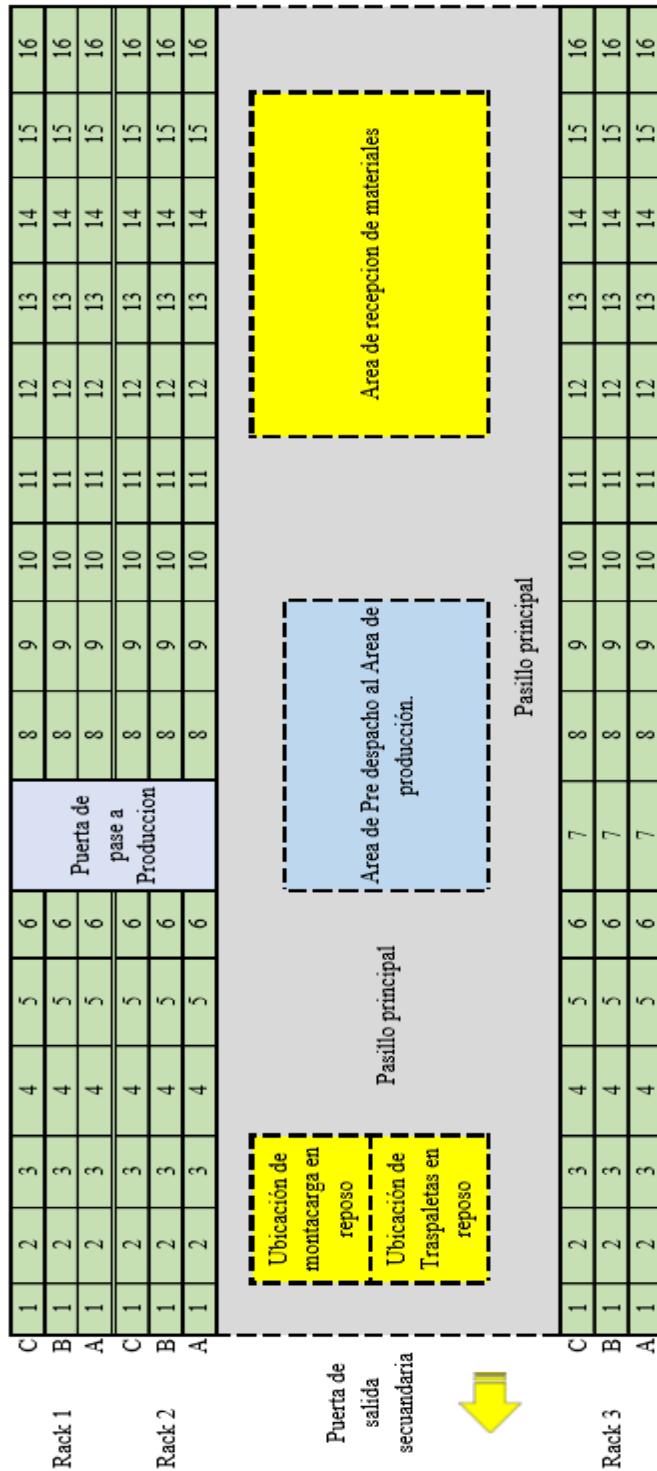 Rack 1
C 1 2 3 4 5 6 8 9 10 11 12 13 14 15 16
B 1 2 3 4 5 6 8 9 10 11 12 13 14 15 16
A 1 2 3 4 5 6 8 9 10 11 12 13 14 15 16
Puerta de
pase a
Produccion
Rack 2
C 1 2 3 4 5 6 8 9 10 11 12 13 14 15 16
B 1 2 3 4 5 6 8 9 10 11 12 13 14 15 16
A 1 2 3 4 5 6 8 9 10 11 12 13 14 15 16
Puerta de
salida
secuandaria
Ubicación de
montacarga en
reposo
Ubicación de
Traspaletas en
reposo
Pasillo principal
Area de Pre despacho al Area de
producción.
Area de recepcion de materiales
Pasillo principal
Rack 3
C 1 2 3 4 5 6 7 8 9 10 11 12 13 14 15 16
B 1 2 3 4 5 6 7 8 9 10 11 12 13 14 15 16
A 1 2 3 4 5 6 7 8 9 10 11 12 13 14 15 16